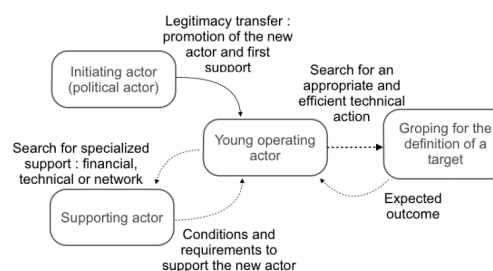 Legitimacy transfer :
promotion of the new
actor and first
support
Initiating actor
(political actor)
Search for an
appropriate and
efficient technical
action
Young operating
actor
Groping for the
definition of a
target
Search for specialized
support : financial,
technical or network
Supporting actor
Expected
outcome
Conditions and
requirements to
support the new actor